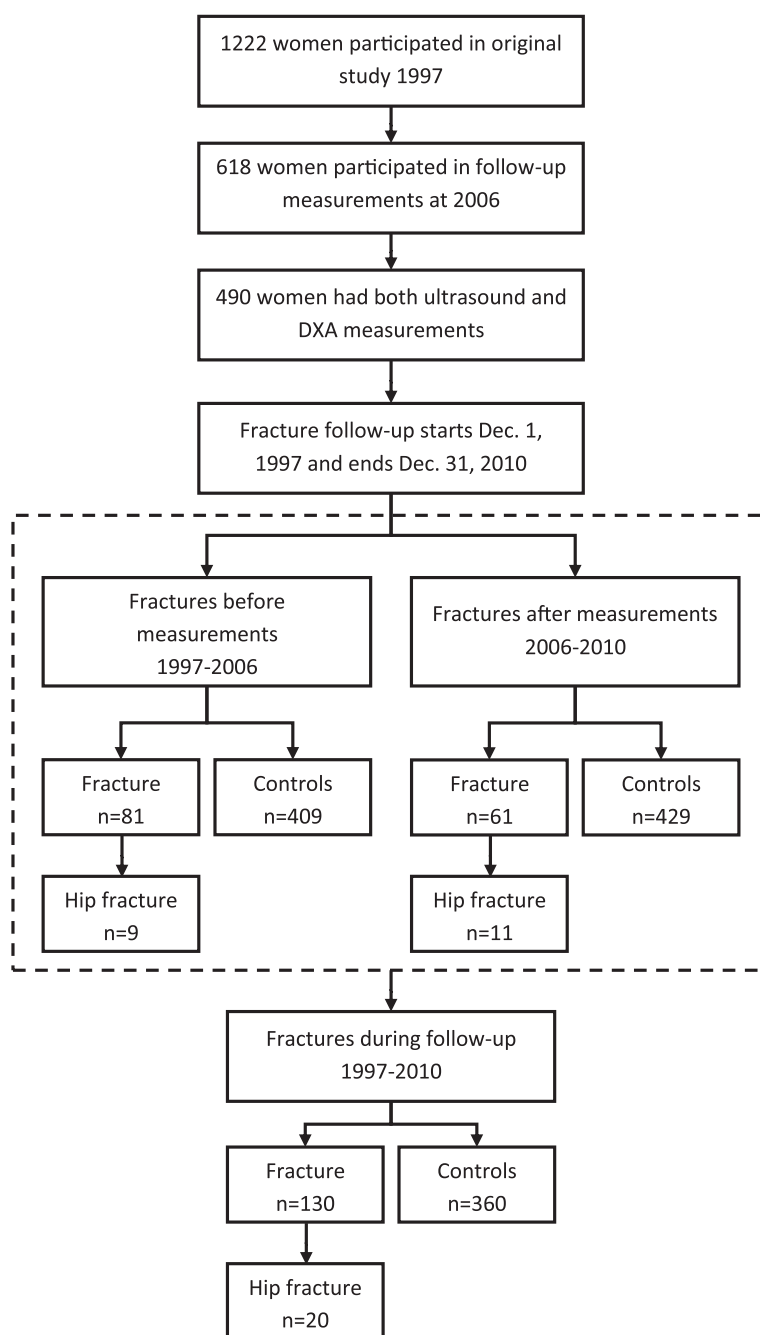 1222 women participated in original
study 1997
618 women participated in follow-up
measurements at 2006
490 women had both ultrasound and
DXA measurements
Fracture follow-up starts Dec. 1,
1997 and ends Dec. 31, 2010
Fractures before
measurements
1997-2006
Fractures after measurements
2006-2010
Fracture
n=81
Controls
n=409
Fracture
n=61
Controls
n=429
Hip fracture
n=9
Hip fracture
n=11
Fractures during follow-up
1997-2010
Fracture
n=130
Controls
n=360
Hip fracture
n=20